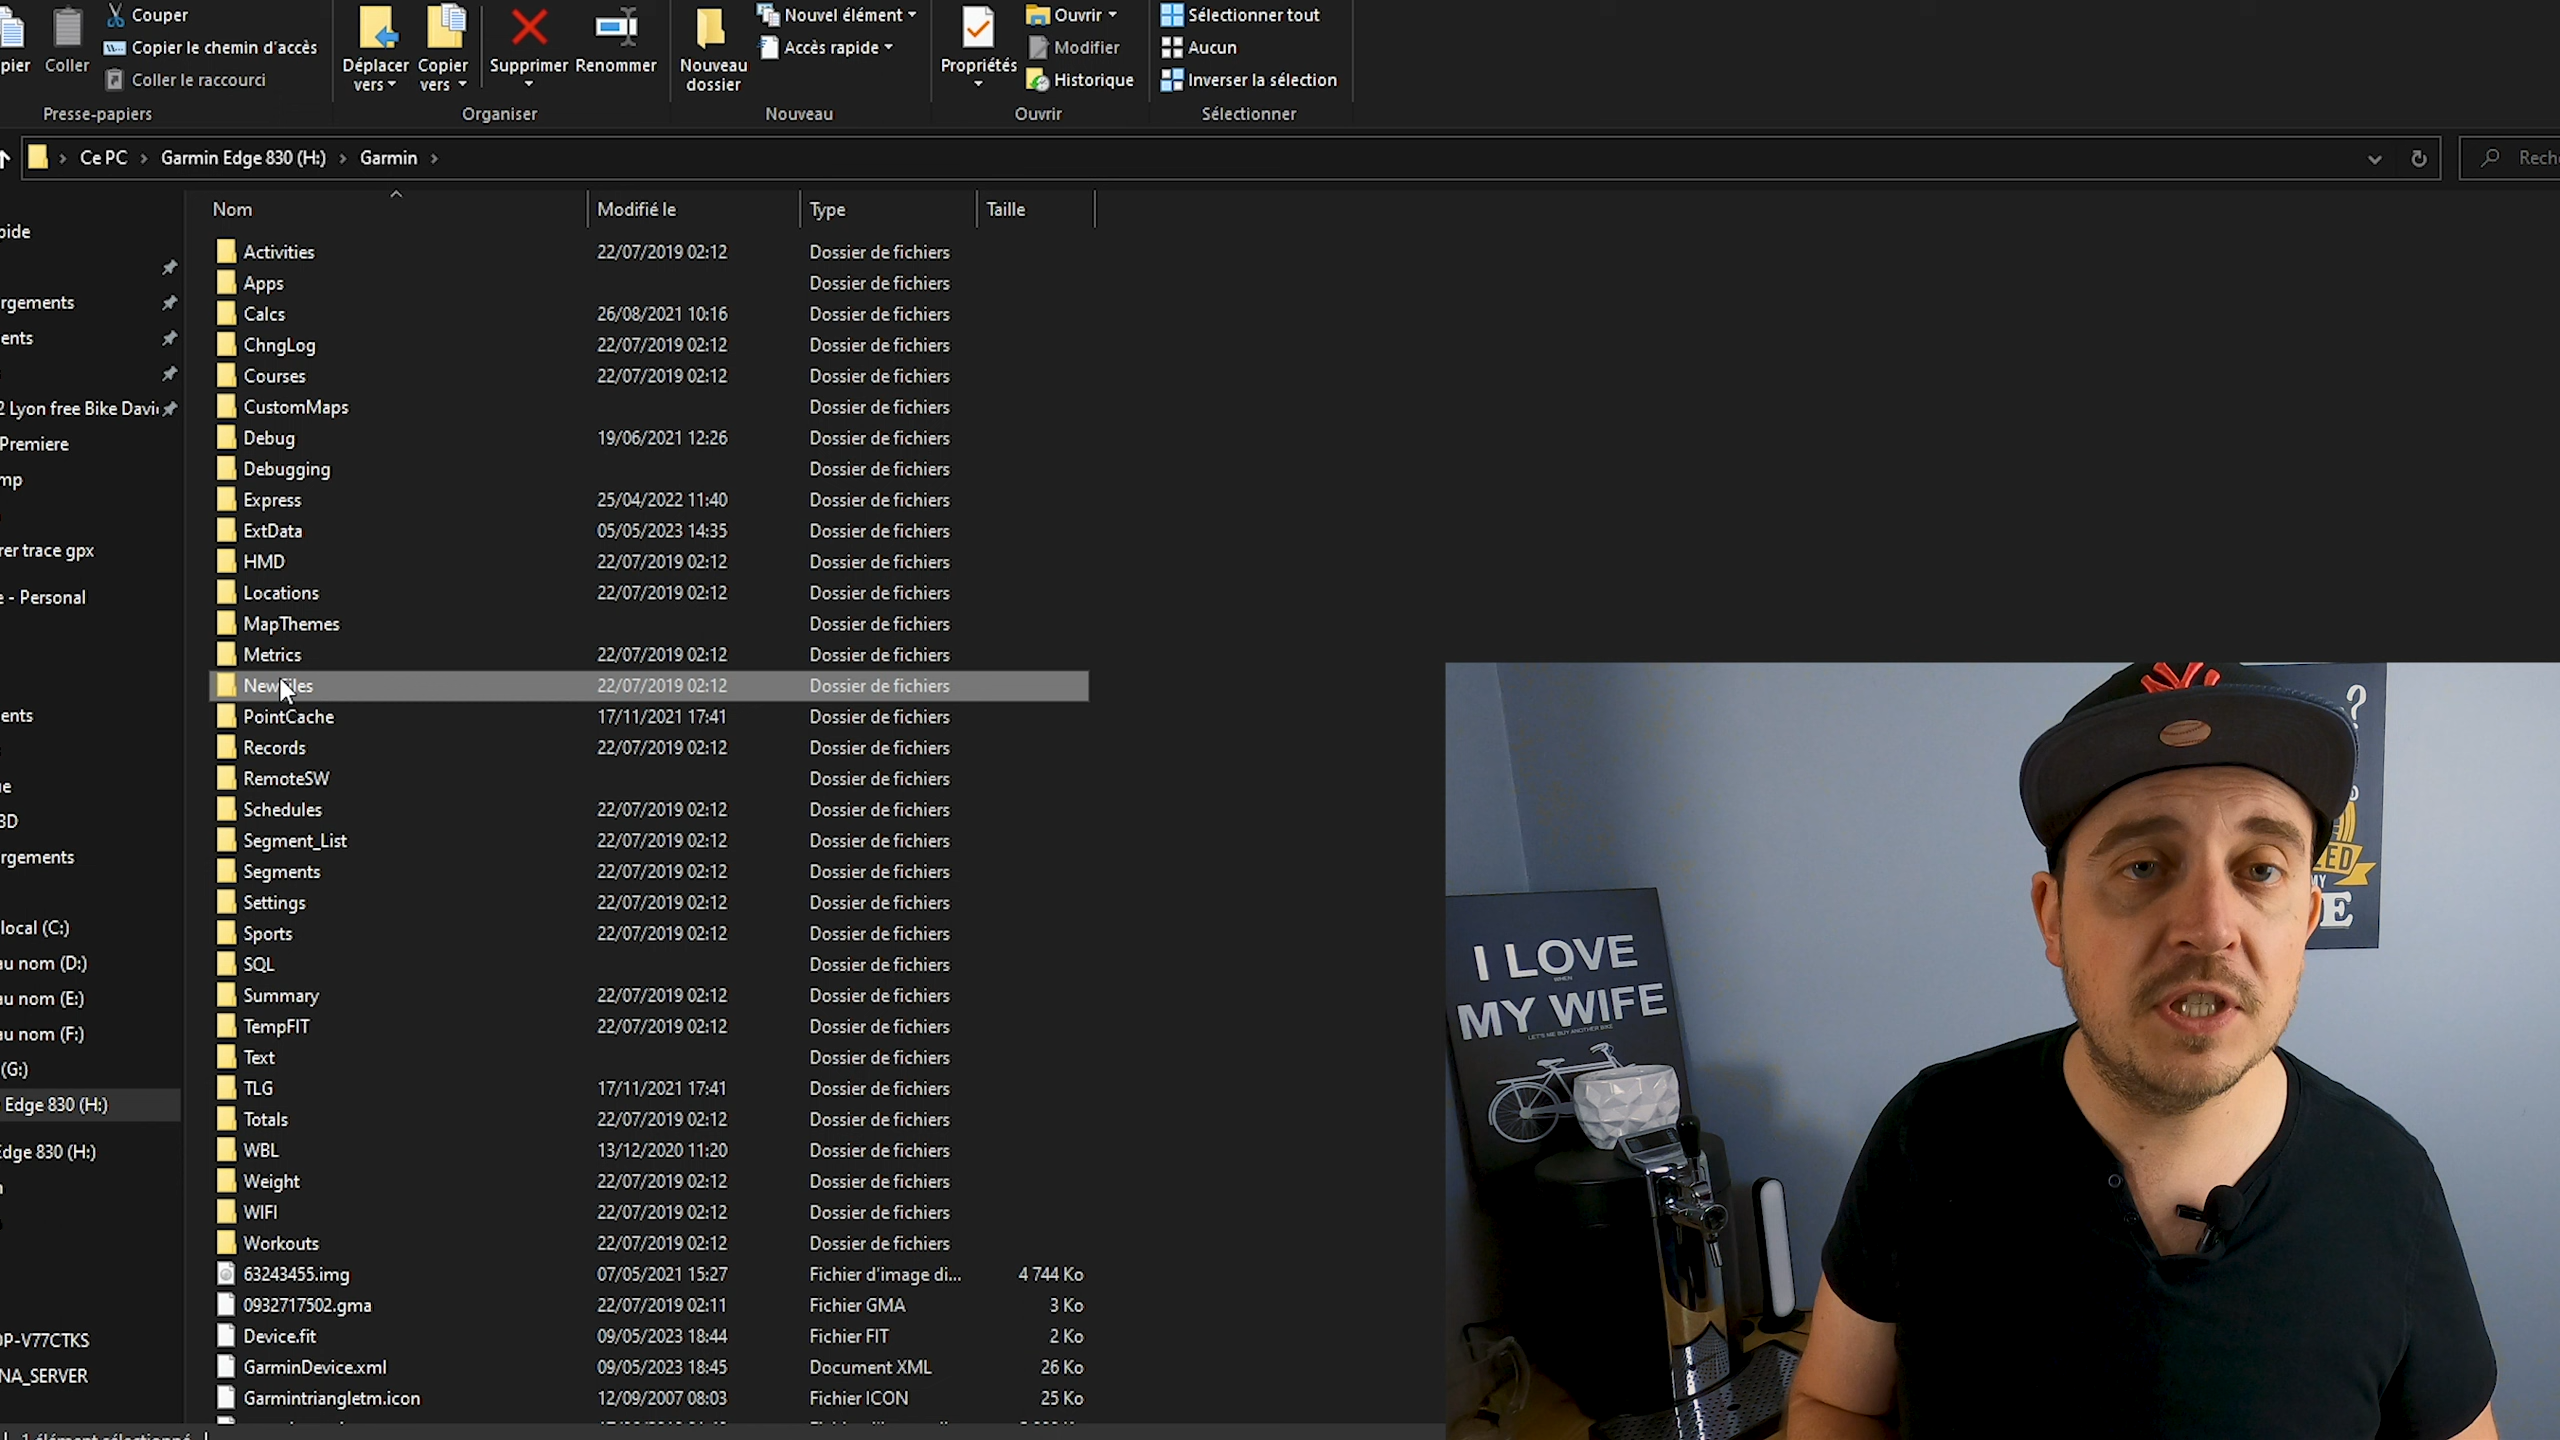 Couper
pier
Coller
Copier le chemin d'accès
Coller le raccourci
Presse-papiers
Déplacer vers
Copier vers
Supprimer
Renommer
Organiser
Nouveau dossier
Nouvel élément
Accès rapide
Nouveau
Propriétés
Ouvrir
Modifier
Historique
Ouvrir
Sélectionner tout
Aucun
Inverser la sélection
Sélectionner
Ce PC
Garmin Edge 830 (H:)
Garmin
Rech
pide
rgements
ents
2 Lyon free Bike Davi
Premiere
mp
rer trace gpx
e - Personal
ents
e
3D
rgements
local (C:)
au nom (D:)
au nom (E:)
au nom (F:)
(G:)
Edge 830 (H:)
Edge 830 (H:)
OP-V77CTKS
NA_SERVER
Nom Modifié le Type Taille
Activities 22/07/2019 02:12 Dossier de fichiers
Apps Dossier de fichiers
Calcs 26/08/2021 10:16 Dossier de fichiers
ChngLog 22/07/2019 02:12 Dossier de fichiers
Courses 22/07/2019 02:12 Dossier de fichiers
CustomMaps Dossier de fichiers
Debug 19/06/2021 12:26 Dossier de fichiers
Debugging Dossier de fichiers
Express 25/04/2022 11:40 Dossier de fichiers
ExtData 05/05/2023 14:35 Dossier de fichiers
HMD 22/07/2019 02:12 Dossier de fichiers
Locations 22/07/2019 02:12 Dossier de fichiers
MapThemes Dossier de fichiers
Metrics 22/07/2019 02:12 Dossier de fichiers
NewFiles 22/07/2019 02:12 Dossier de fichiers
PointCache 17/11/2021 17:41 Dossier de fichiers
Records 22/07/2019 02:12 Dossier de fichiers
RemoteSW Dossier de fichiers
Schedules 22/07/2019 02:12 Dossier de fichiers
Segment_List 22/07/2019 02:12 Dossier de fichiers
Segments 22/07/2019 02:12 Dossier de fichiers
Settings 22/07/2019 02:12 Dossier de fichiers
Sports 22/07/2019 02:12 Dossier de fichiers
SQL Dossier de fichiers
Summary 22/07/2019 02:12 Dossier de fichiers
TempFIT 22/07/2019 02:12 Dossier de fichiers
Text Dossier de fichiers
TLG 17/11/2021 17:41 Dossier de fichiers
Totals 22/07/2019 02:12 Dossier de fichiers
WBL 13/12/2020 11:20 Dossier de fichiers
Weight 22/07/2019 02:12 Dossier de fichiers
WIFI 22/07/2019 02:12 Dossier de fichiers
Workouts 22/07/2019 02:12 Dossier de fichiers
63243455.img 07/05/2021 15:27 Fichier d'image di... 4 744 Ko
0932717502.gma 22/07/2019 02:11 Fichier GMA 3 Ko
Device.fit 09/05/2023 18:44 Fichier FIT 2 Ko
GarminDevice.xml 09/05/2023 18:45 Document XML 26 Ko
Garmintriangletm.icon 12/09/2007 08:03 Fichier ICON 25 Ko
1 élément sélectionné
NY
?
ZED
MY
E
I LOVE
WHEN
MY WIFE
LET'S ME BUY ANOTHER BIKE